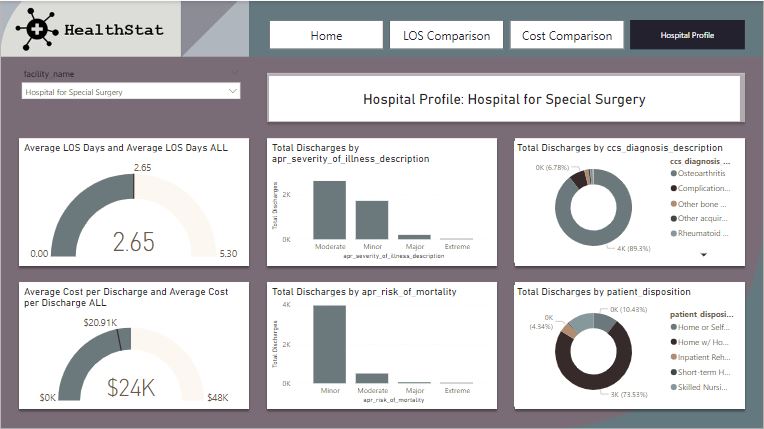 HealthStat
Home
LOS Comparison
Cost Comparison
Hospital Profile
facility_name
Hospital for Special Surgery
Hospital Profile: Hospital for Special Surgery
Average LOS Days and Average LOS Days ALL
2.65
2.65
0.00
5.30
Total Discharges by
apr_severity_of_illness_description
Total Discharges
2K
0K
Moderate
Minor
Major
Extreme
apr_severity_of_illness_description
Total Discharges by ccs_diagnosis_description
0K (6.78%)
4K (89.3%)
ccs_diagnosis_...
Osteoarthritis
Complication...
Other bone ...
Other acquir...
Rheumatoid ...
Average Cost per Discharge and Average Cost
per Discharge ALL
$20.91K
$24K
$0K
$48K
Total Discharges by apr_risk_of_mortality
Total Discharges
4K
2K
0K
Minor
Moderate
Major
Extreme
apr_risk_of_mortality
Total Discharges by patient_disposition
0K (10.43%)
0K
(4.34%)
3K (73.53%)
patient_disposi...
Home or Self...
Home w/ Ho...
Inpatient Reh...
Short-term H...
Skilled Nursi...